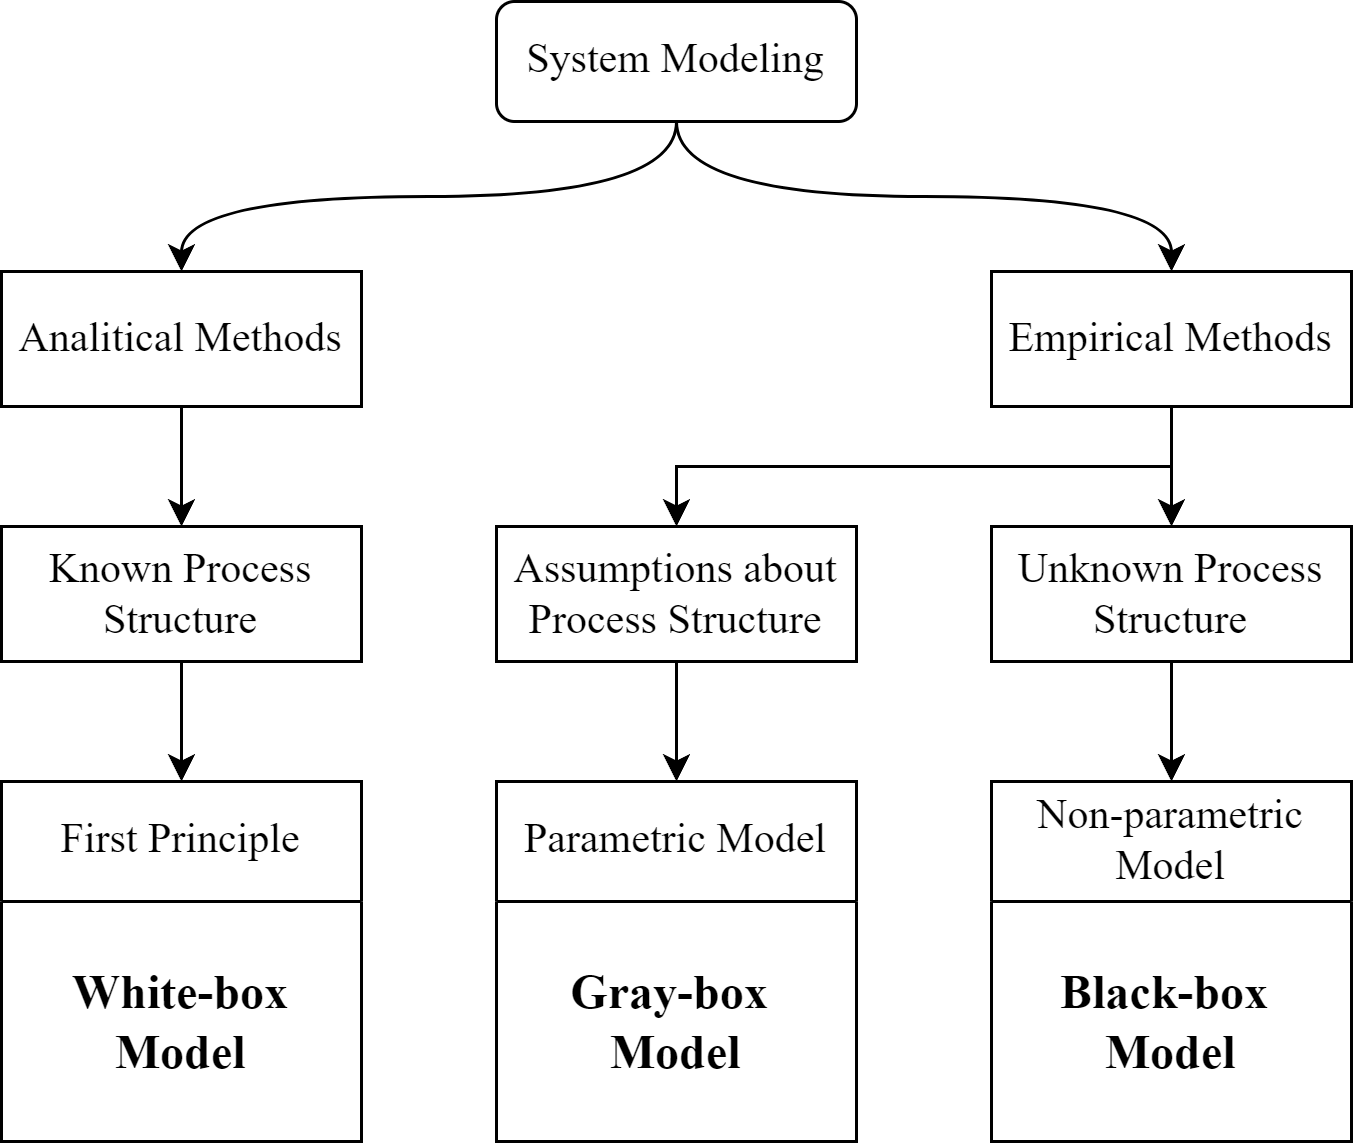 System Modeling
Analitical Methods
Empirical Methods
Known Process
Structure
Assumptions about
Process Structure
Unknown Process
Structure
First Principle
Parametric Model
Non-parametric
Model
White-box
Model
Gray-box
Model
Black-box
Model